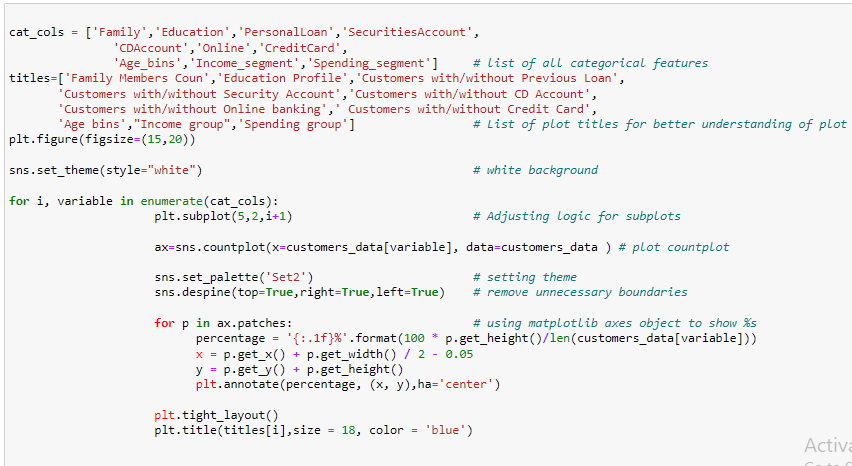 cat_cols = ['Family','Education','PersonalLoan','SecuritiesAccount',
'CDAccount','Online','CreditCard',
'Age_bins','Income_segment','Spending_segment'] # list of all categorical features
titles=['Family Members Coun','Education Profile','Customers with/without Previous Loan',
'Customers with/without Security Account','Customers with/without CD Account',
'Customers with/without Online banking',' Customers with/without Credit Card',
'Age bins',"Income group",'Spending group'] # List of plot titles for better understanding of plot
plt.figure(figsize=(15,20))
sns.set_theme(style="white") # white background
for i, variable in enumerate(cat_cols):
plt.subplot(5,2,i+1) # Adjusting logic for subplots
ax=sns.countplot(x=customers_data[variable], data=customers_data ) # plot countplot
sns.set_palette('Set2') # setting theme
sns.despine(top=True,right=True,left=True) # remove unnecessary boundaries
for p in ax.patches: # using matplotlib axes object to show %s
percentage = '{:.1f}%'.format(100 * p.get_height()/len(customers_data[variable]))
x = p.get_x() + p.get_width() / 2 - 0.05
y = p.get_y() + p.get_height()
plt.annotate(percentage, (x, y),ha='center')
plt.tight_layout()
plt.title(titles[i],size = 18, color = 'blue')
Activa